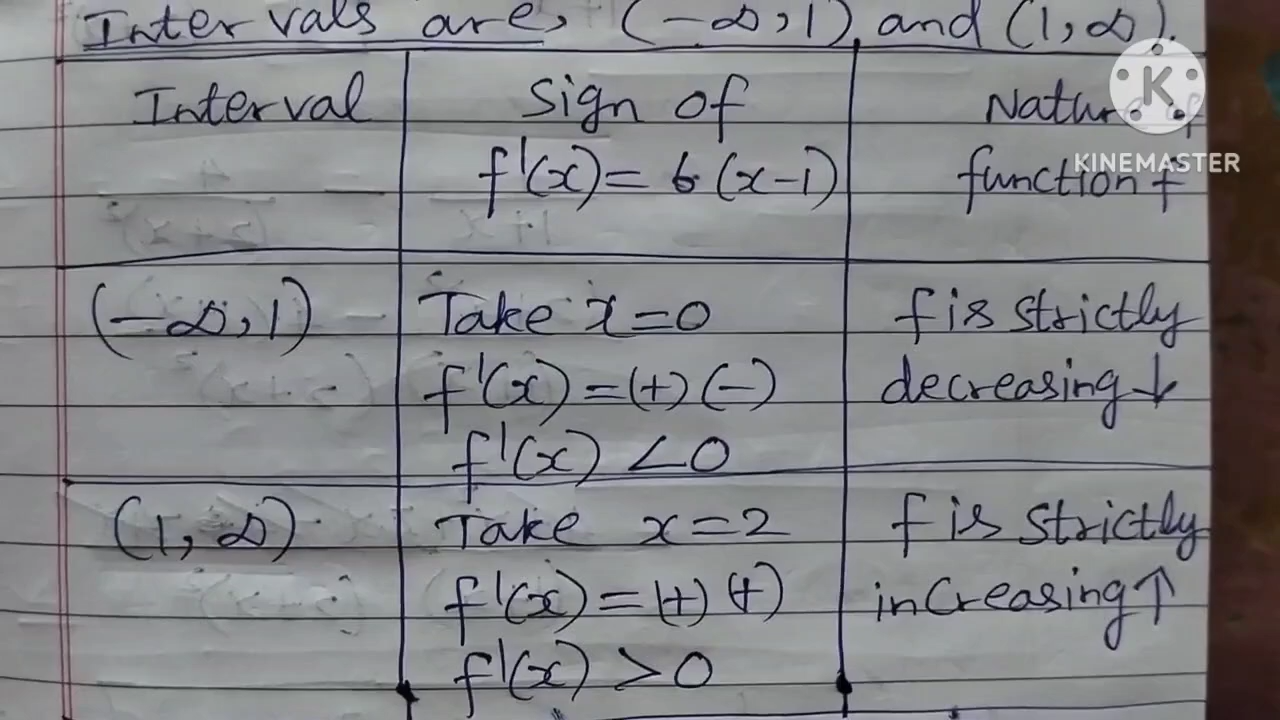 Intervals are, (-∞, 1) and (1, ∞).
Interval
Sign of
f'(x) = 6 (x-1)
Nature of
function f
K
KINEMASTER
(-∞, 1)
Take x=0
f'(x) = (+) (-)
f'(x) < 0
f is strictly
decreasing ↓
(1, ∞)
Take x=2
f'(x) = (+) (+)
f'(x) > 0
f is strictly
increasing ↑